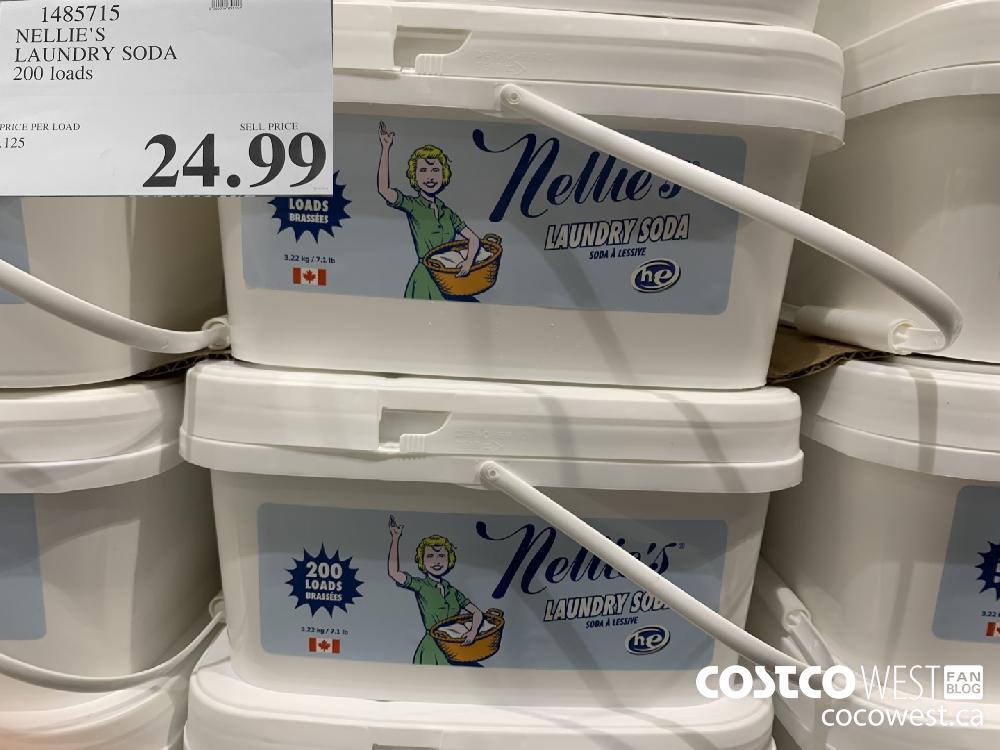 1485715
NELLIE'S
LAUNDRY SODA
200 loads
PRICE PER LOAD
.125
SELL PRICE
24.99
LOADS
BRASSÉES
3.22 kg / 7.1 lb
Nellie's
LAUNDRY SODA
SODA À LESSIVE
he
200
LOADS
BRASSÉES
3.22 kg / 7.1 lb
Nellie's
LAUNDRY
SODA À LESSIVE
he
3.22
COSTCO WEST FAN BLOG
cocowest.ca